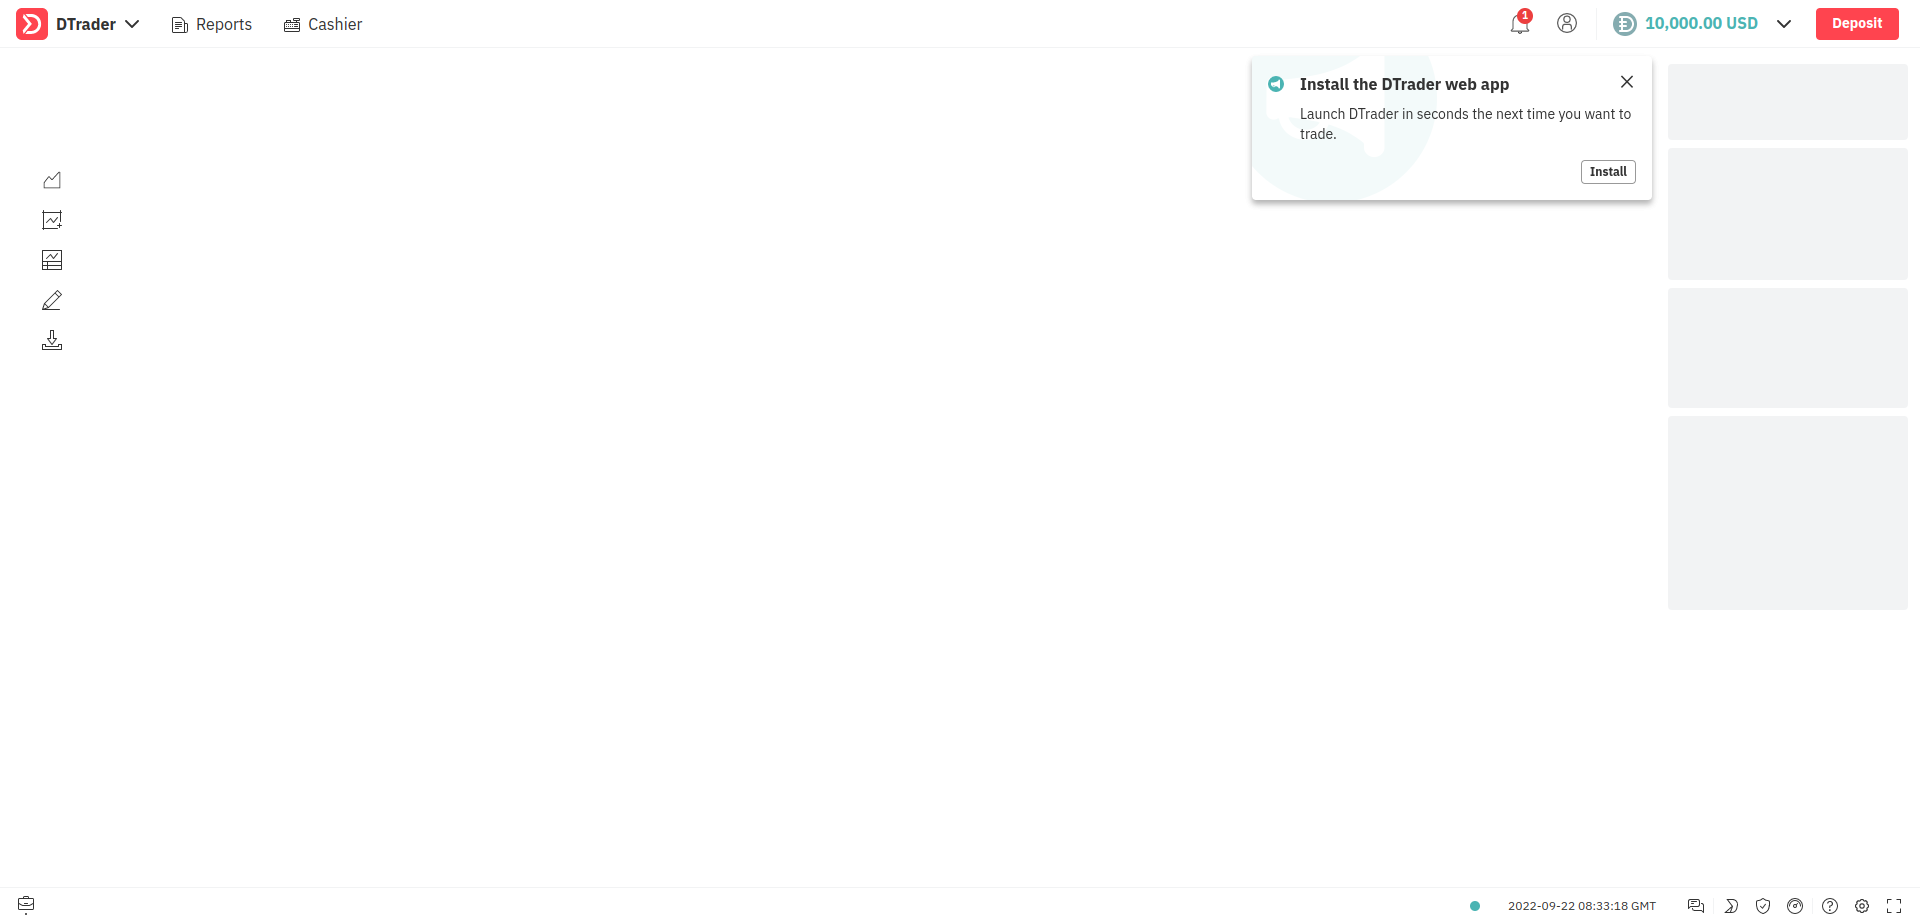 DTrader
Reports
Cashier
1
10,000.00 USD
Deposit
Install the DTrader web app
Launch DTrader in seconds the next time you want to
trade.
Install
2022-09-22 08:33:18 GMT